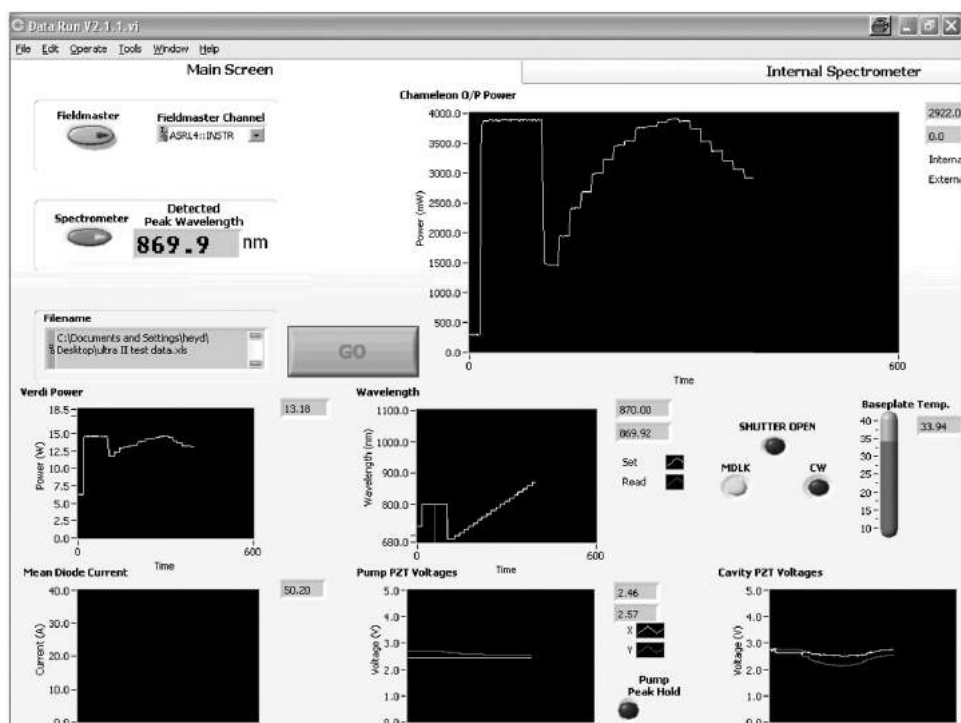 Data Run V2.1.1.vi
File Edit Operate Tools Window Help
Main Screen
Internal Spectrometer
Fieldmaster
Fieldmaster Channel
ASRL4::INSTR
Spectrometer
Detected
Peak Wavelength
869.9 nm
Filename
C:\Documents and Settings\heyd\
Desktop\ultra II test data.xls
GO
Chameleon O/P Power
Power (mW)
4000.0
3500.0
3000.0
2500.0
2000.0
1500.0
1000.0
500.0
0.0
0
600
Time
2922.0
0.0
Verdi Power
13.18
Power (W)
18.5
15.0
12.5
10.0
7.5
5.0
2.5
0.0
0
600
Time
Wavelength
Wavelength (nm)
1100.0
1000.0
900.0
800.0
680.0
0
600
Time
870.00
869.92
Set
Read
SHUTTER OPEN
MDLK
CW
Baseplate Temp.
33.94
40
35
30
25
20
15
10
Mean Diode Current
50.20
Current (A)
40.0
30.0
20.0
10.0
0.0
Pump PZT Voltages
Voltage (V)
5.0
4.0
3.0
2.0
1.0
0.0
2.46
2.57
X
Y
Pump
Peak Hold
Cavity PZT Voltages
Voltage (V)
5.0
4.0
3.0
2.0
1.0
0.0